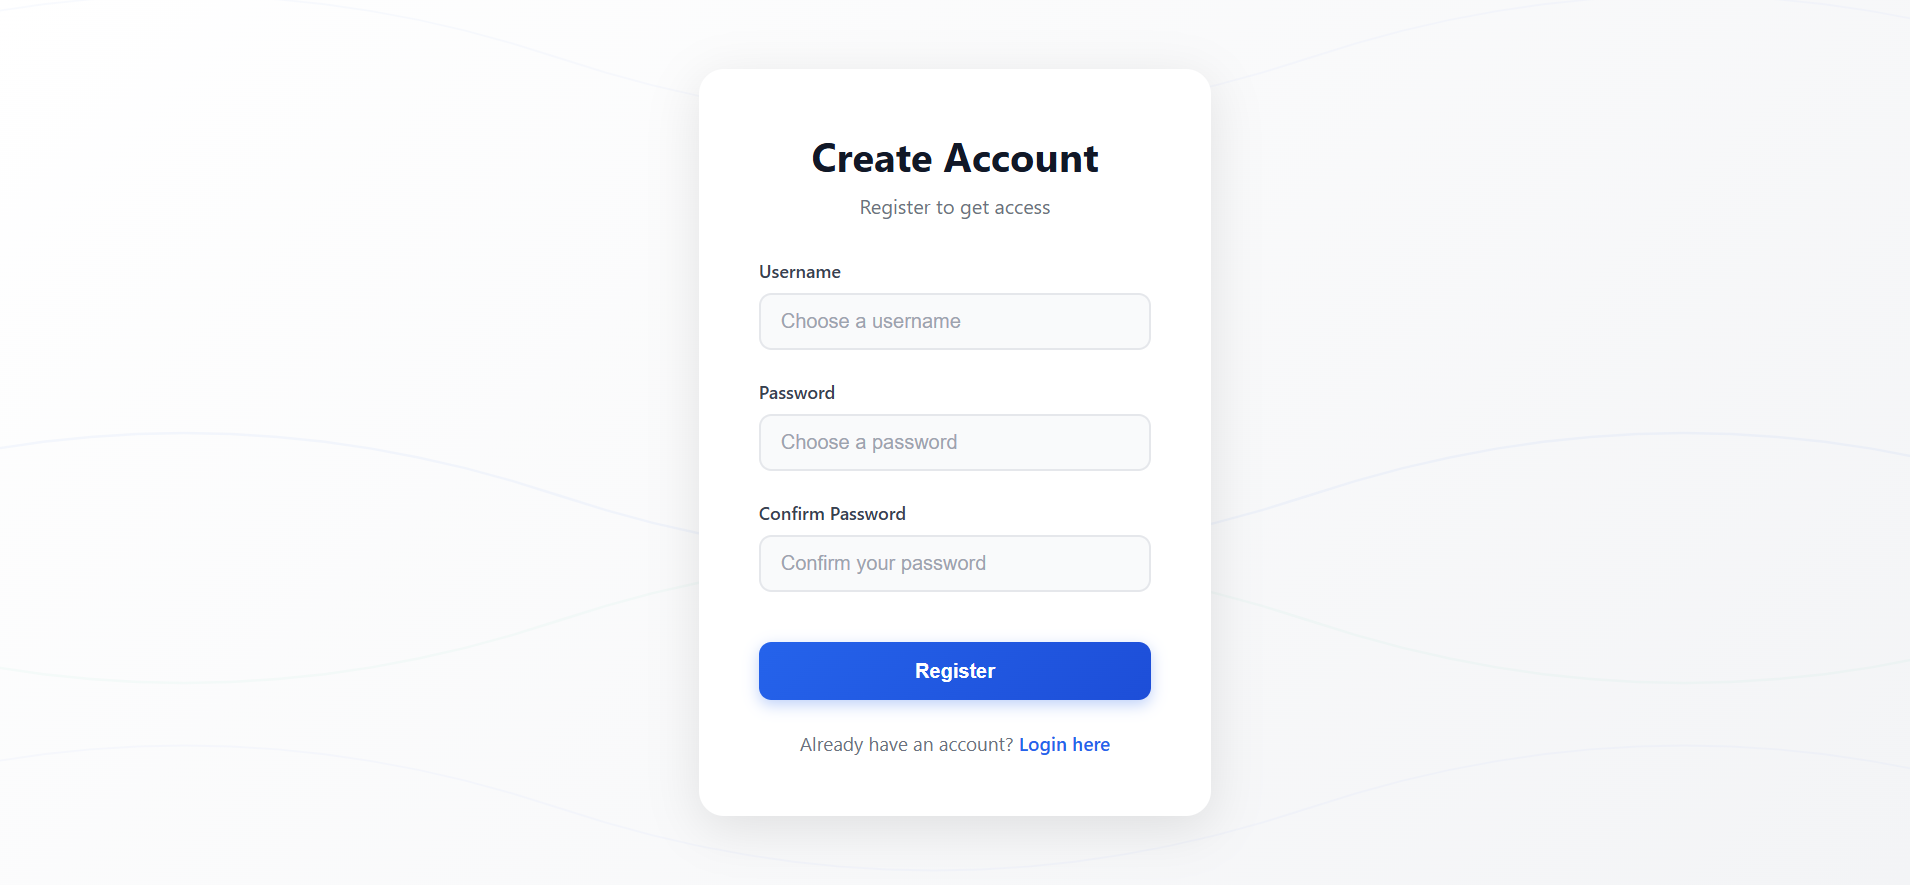 Create Account
Register to get access
Username
Choose a username
Password
Choose a password
Confirm Password
Confirm your password
Register
Already have an account? Login here